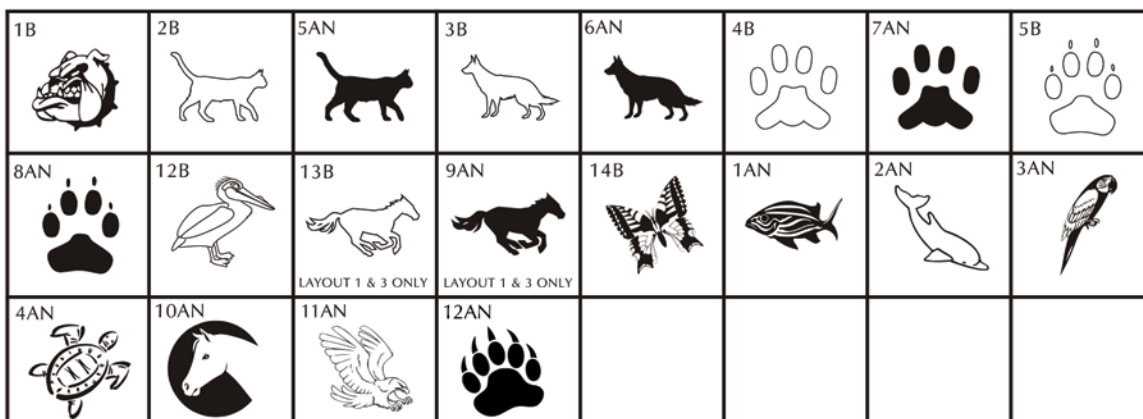 1B 2B 5AN 3B 6AN 4B 7AN 5B
8AN 12B 13B 9AN 14B 1AN 2AN 3AN
LAYOUT 1 & 3 ONLY LAYOUT 1 & 3 ONLY
4AN 10AN 11AN 12AN